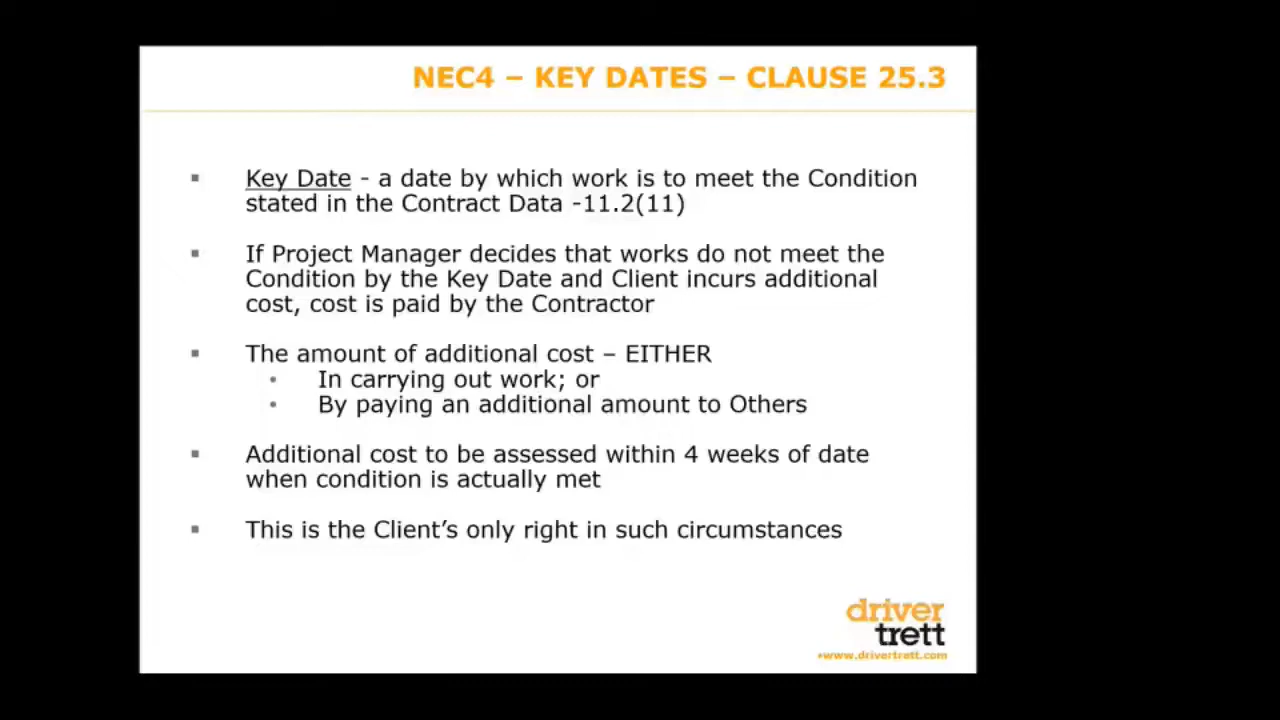 NEC4 – KEY DATES – CLAUSE 25.3
▪ Key Date - a date by which work is to meet the Condition
stated in the Contract Data -11.2(11)
▪ If Project Manager decides that works do not meet the
Condition by the Key Date and Client incurs additional
cost, cost is paid by the Contractor
▪ The amount of additional cost – EITHER
• In carrying out work; or
• By paying an additional amount to Others
▪ Additional cost to be assessed within 4 weeks of date
when condition is actually met
▪ This is the Client’s only right in such circumstances
driver
trett
•www.drivertrett.com